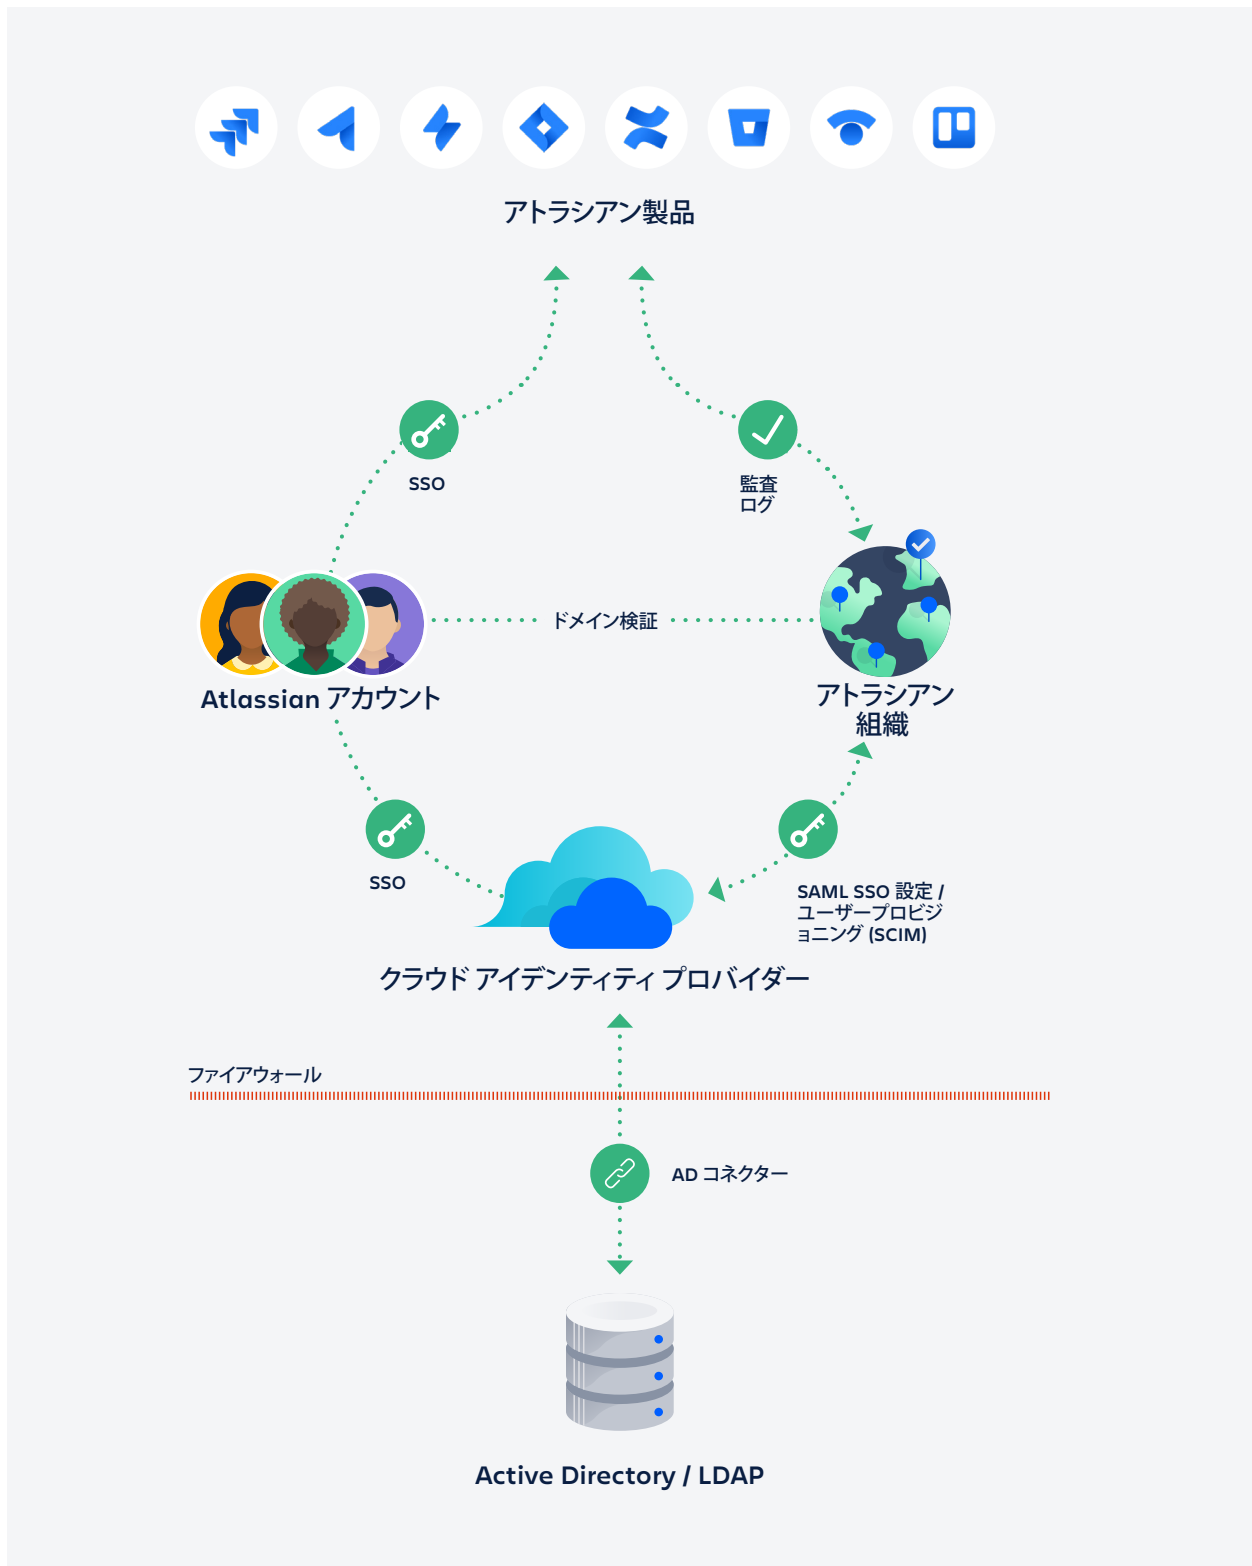 アトラシアン製品
SSO
監査
ログ
ドメイン検証
Atlassian アカウント
アトラシアン
組織
SSO
SAML SSO 設定 /
ユーザープロビジ
ョニング (SCIM)
クラウド アイデンティティ プロバイダー
ファイアウォール
AD コネクター
Active Directory / LDAP